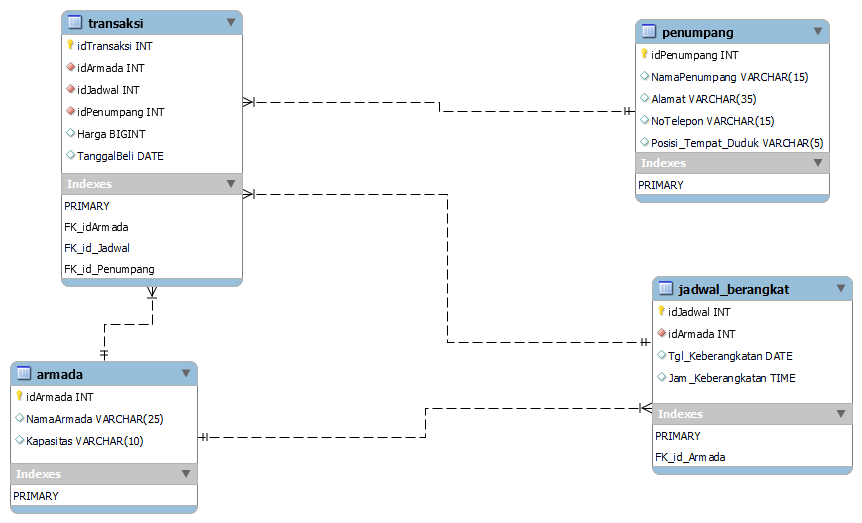 transaksi
idTransaksi INT
idArmada INT
idJadwal INT
idPenumpang INT
Harga BIGINT
TanggalBeli DATE
Indexes
PRIMARY
FK_idArmada
FK_id_Jadwal
FK_id_Penumpang
penumpang
idPenumpang INT
NamaPenumpang VARCHAR(15)
Alamat VARCHAR(35)
NoTelepon VARCHAR(15)
Posisi_Tempat_Duduk VARCHAR(5)
Indexes
PRIMARY
armada
idArmada INT
NamaArmada VARCHAR(25)
Kapasitas VARCHAR(10)
Indexes
PRIMARY
jadwal_berangkat
idJadwal INT
idArmada INT
Tgl_Keberangkatan DATE
Jam_Keberangkatan TIME
Indexes
PRIMARY
FK_id_Armada